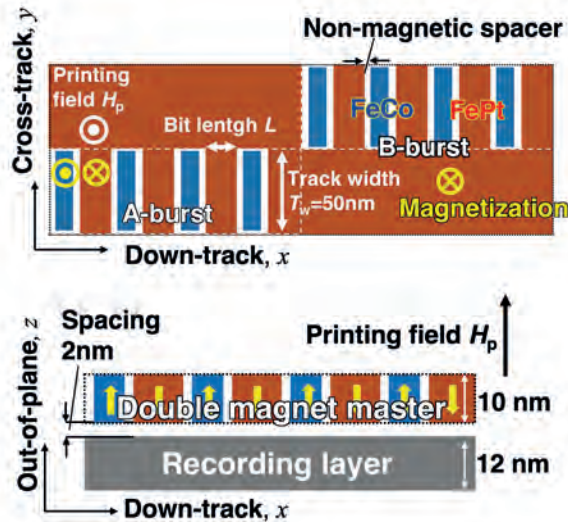 Cross-track, y
Non-magnetic spacer
Printing
field Hp
Bit lentgh L
FeCo
FePt
B-burst
Track width
Tw=50nm
A-burst
Magnetization
Down-track, x
Out-of-plane, z
Spacing
2nm
Printing field Hp
Double magnet master
10 nm
Recording layer
12 nm
Down-track, x